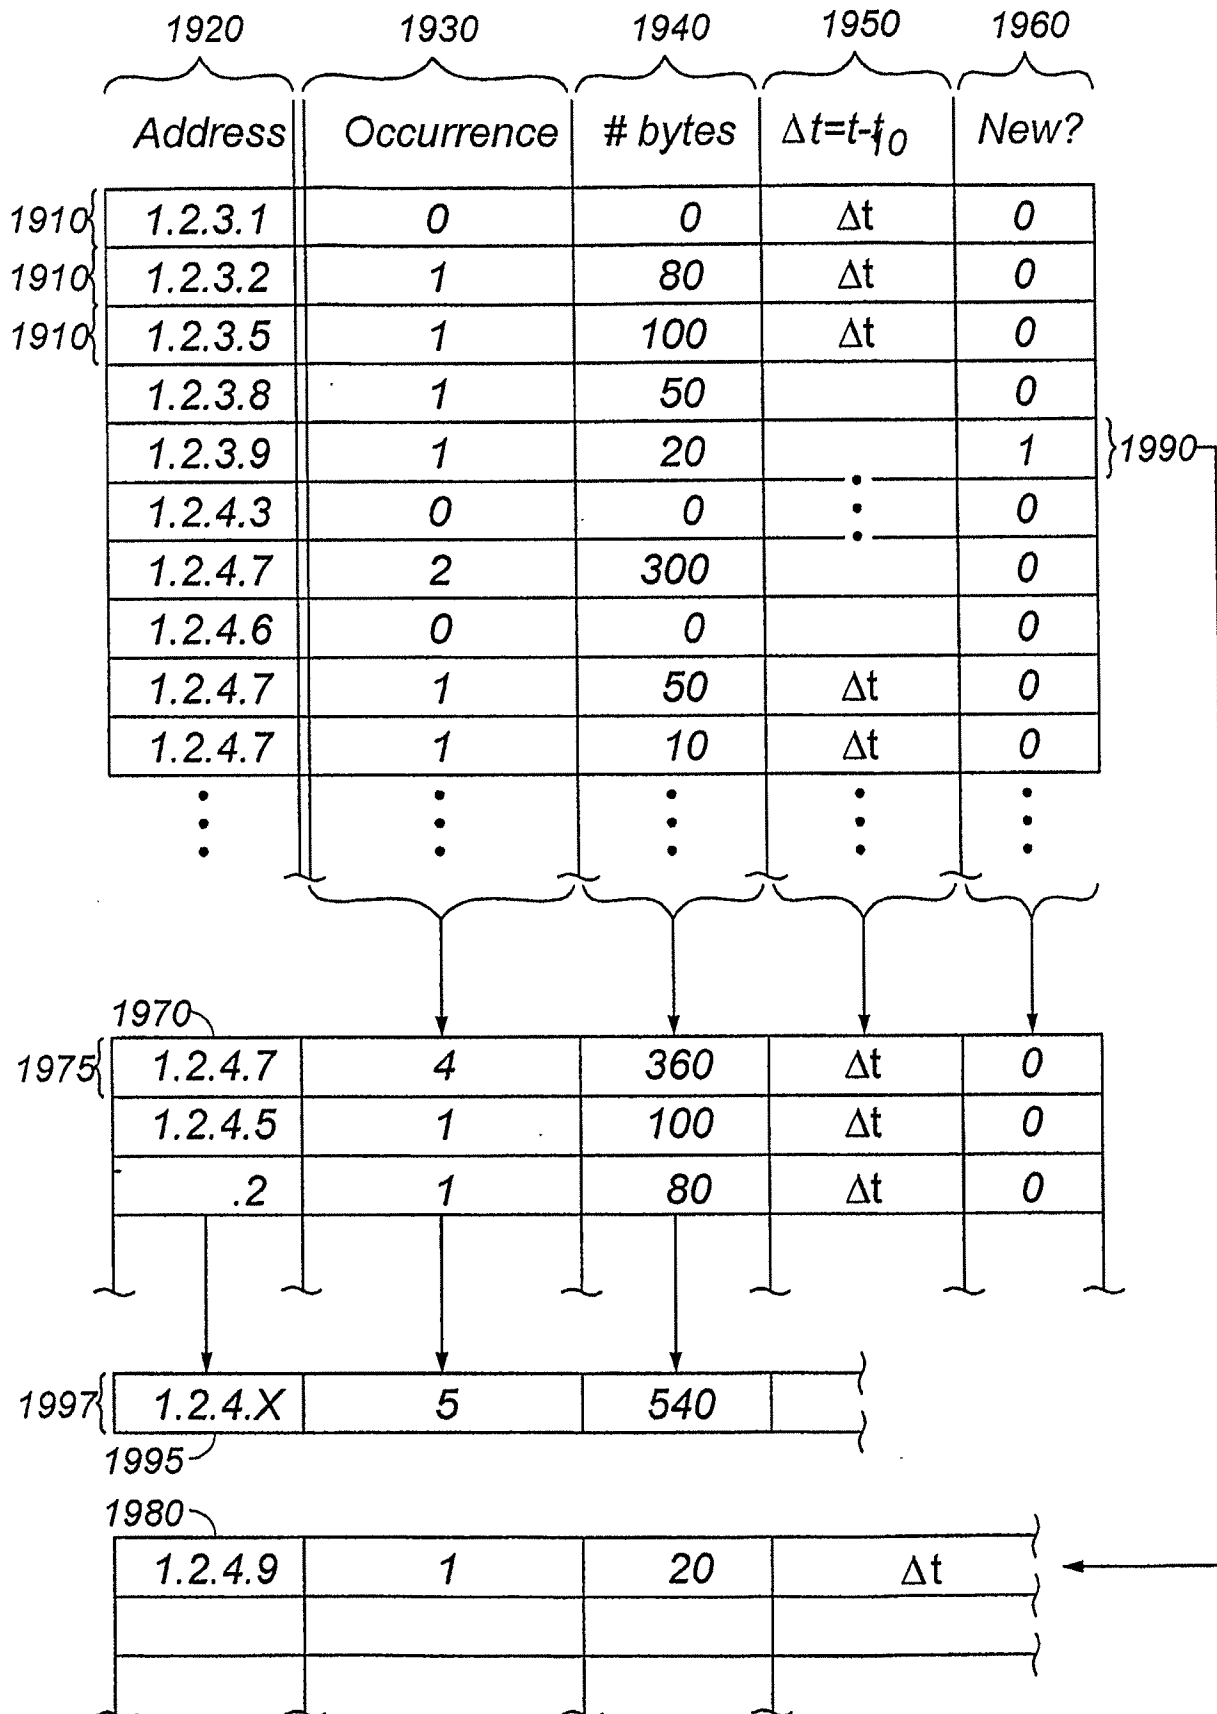 1920 1930 1940 1950 1960
Address Occurrence # bytes Δt=t-t0 New?
1910 1.2.3.1 0 0 Δt 0
1910 1.2.3.2 1 80 Δt 0
1910 1.2.3.5 1 100 Δt 0
1.2.3.8 1 50 0
1.2.3.9 1 20 1 1990
1.2.4.3 0 0 0
1.2.4.7 2 300 0
1.2.4.6 0 0 0
1.2.4.7 1 50 Δt 0
1.2.4.7 1 10 Δt 0
1970
1975 1.2.4.7 4 360 Δt 0
1.2.4.5 1 100 Δt 0
.2 1 80 Δt 0
1997 1.2.4.X 5 540
1995
1980
1.2.4.9 1 20 Δt